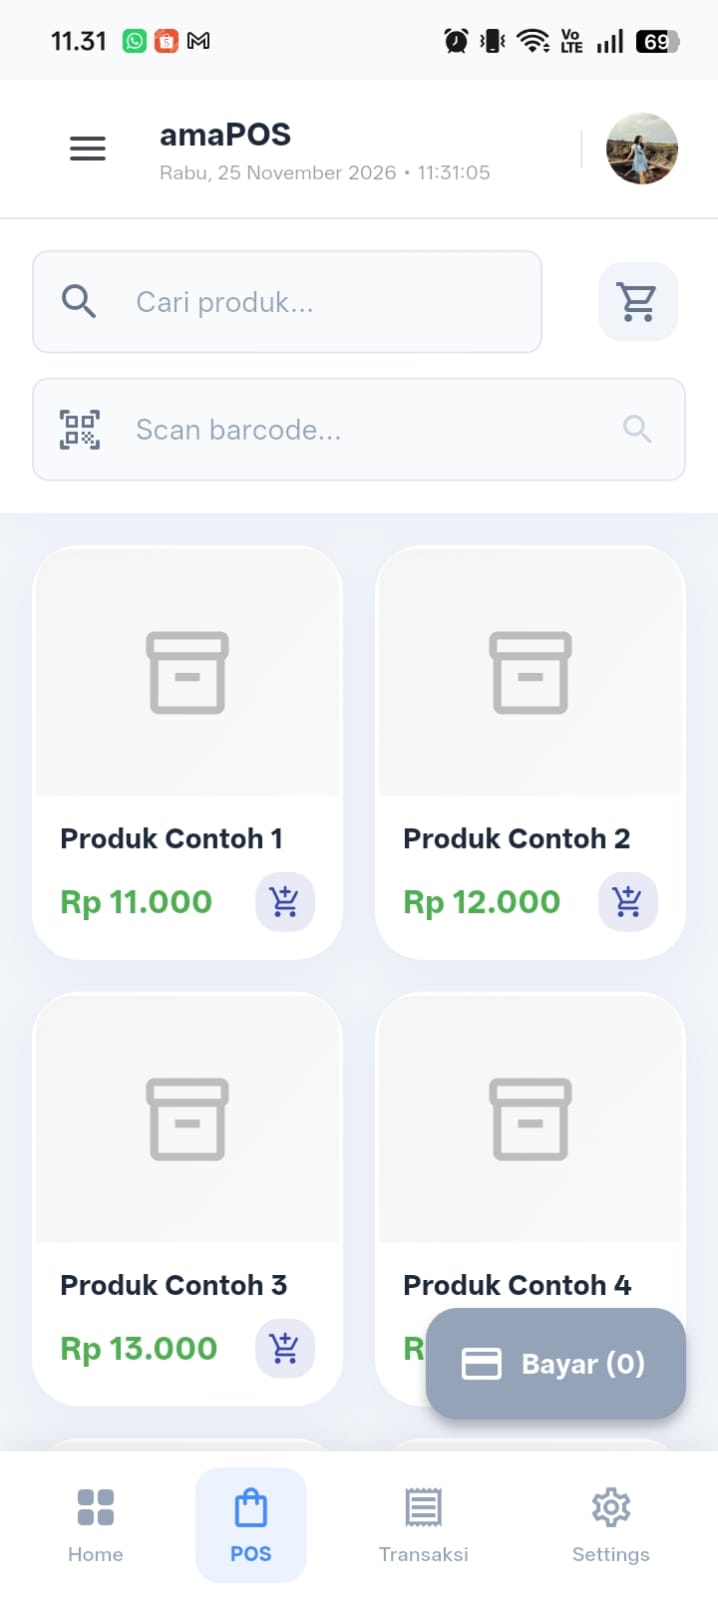 11.31
Vo
LTE
69
amaPOS
Rabu, 25 November 2026 • 11:31:05
Cari produk...
Scan barcode...
Produk Contoh 1
Produk Contoh 2
Rp 11.000
Rp 12.000
Produk Contoh 3
Produk Contoh 4
Rp 13.000
R
Bayar (0)
Home
POS
Transaksi
Settings